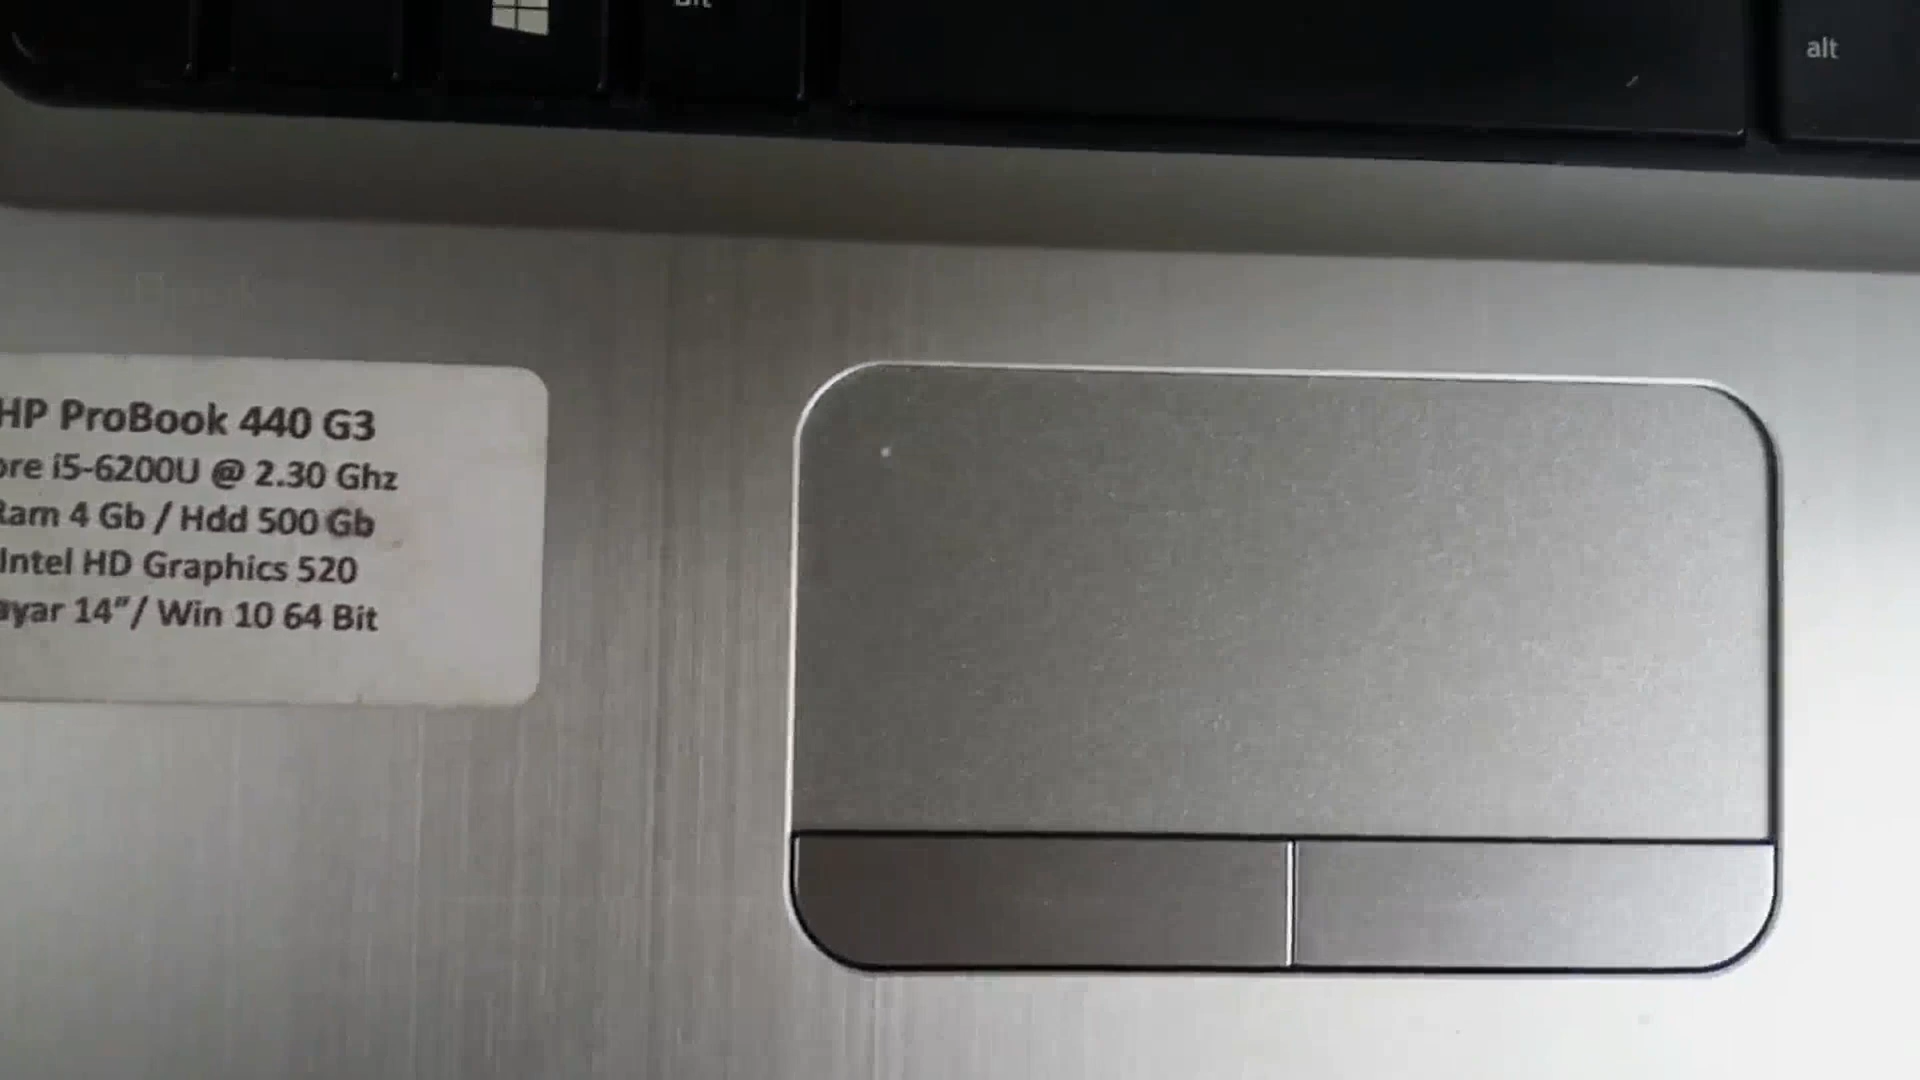 alt
HP ProBook 440 G3
ore i5-6200U @ 2.30 Ghz
Ram 4 Gb / Hdd 500 Gb
Intel HD Graphics 520
ayar 14"/ Win 10 64 Bit